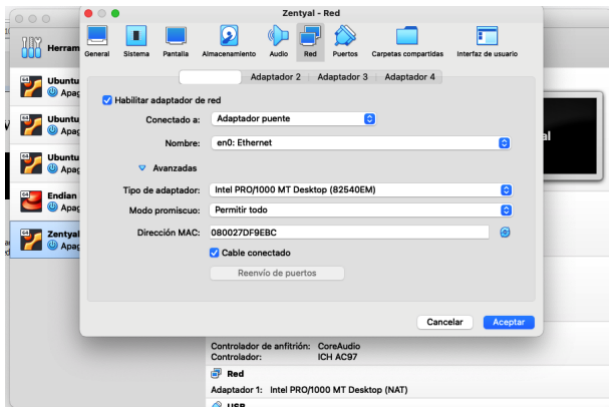 Zentyal - Red
General Sistema Pantalla Almacenamiento Audio Red Puertos Carpetas compartidas Interfaz de usuario
Herram
Adaptador 2 Adaptador 3 Adaptador 4
Ubuntu
Apag
Habilitar adaptador de red
Conectado a: Adaptador puente
Ubuntu
Apag
Nombre: en0: Ethernet
Ubuntu
Apag
Avanzadas
Tipo de adaptador: Intel PRO/1000 MT Desktop (82540EM)
Endian
Apag
Modo promiscuo: Permitir todo
Zentyal
Apag
Dirección MAC: 080027DF9EBC
Cable conectado
Reenvío de puertos
Cancelar Aceptar
Controlador de anfitrión: CoreAudio
Controlador: ICH AC97
Red
Adaptador 1: Intel PRO/1000 MT Desktop (NAT)
USB